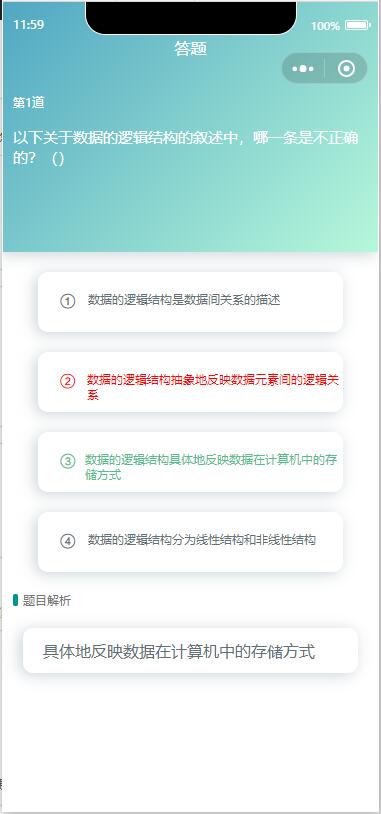 11:59
100%
答题
第1道
以下关于数据的逻辑结构的叙述中，哪一条是不正确
的？（）
① 数据的逻辑结构是数据间关系的描述
② 数据的逻辑结构抽象地反映数据元素间的逻辑关
系
③ 数据的逻辑结构具体地反映数据在计算机中的存
储方式
④ 数据的逻辑结构分为线性结构和非线性结构
题目解析
具体地反映数据在计算机中的存储方式